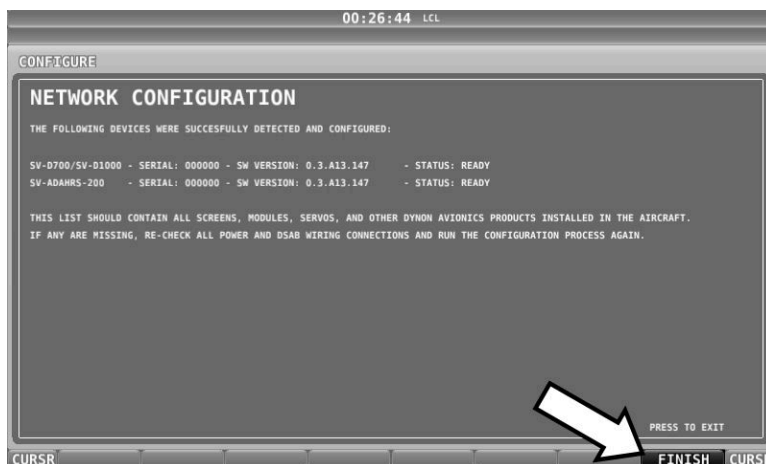 00:26:44 LCL
CONFIGURE
NETWORK CONFIGURATION
THE FOLLOWING DEVICES WERE SUCCESFULLY DETECTED AND CONFIGURED:
SV-D700/SV-D1000 - SERIAL: 000000 - SW VERSION: 0.3.A13.147 - STATUS: READY
SV-ADAHRS-200 - SERIAL: 000000 - SW VERSION: 0.3.A13.147 - STATUS: READY
THIS LIST SHOULD CONTAIN ALL SCREENS, MODULES, SERVOS, AND OTHER DYNON AVIONICS PRODUCTS INSTALLED IN THE AIRCRAFT.
IF ANY ARE MISSING, RE-CHECK ALL POWER AND DSAB WIRING CONNECTIONS AND RUN THE CONFIGURATION PROCESS AGAIN.
PRESS TO EXIT
CURSR FINISH CURS